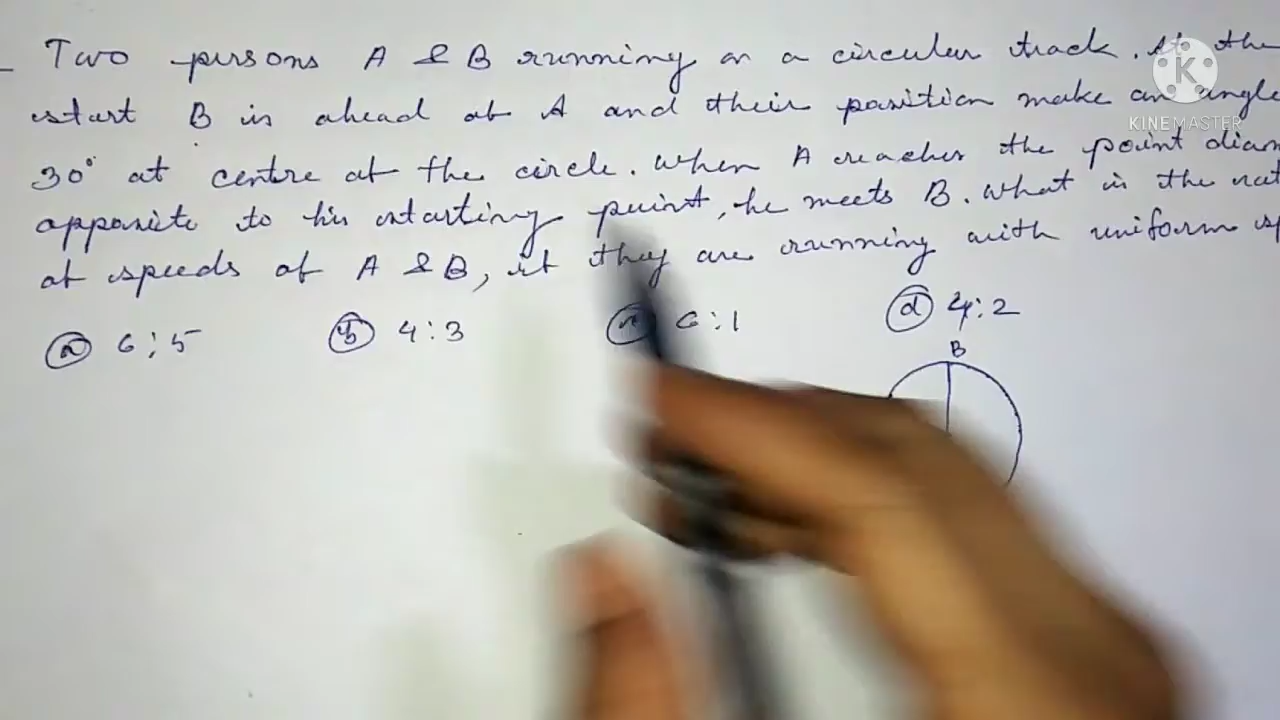 Two persons A & B running on a circular track. At the
start B is ahead of A and their position make an angle
30° at centre of the circle. When A reaches the point diam
opposite to his starting point, he meets B. What is the rat
of speeds of A & B, if they are running with uniform sp
a 6:5 b 4:3 6:1 d 4:2
B
K
KINEMASTER